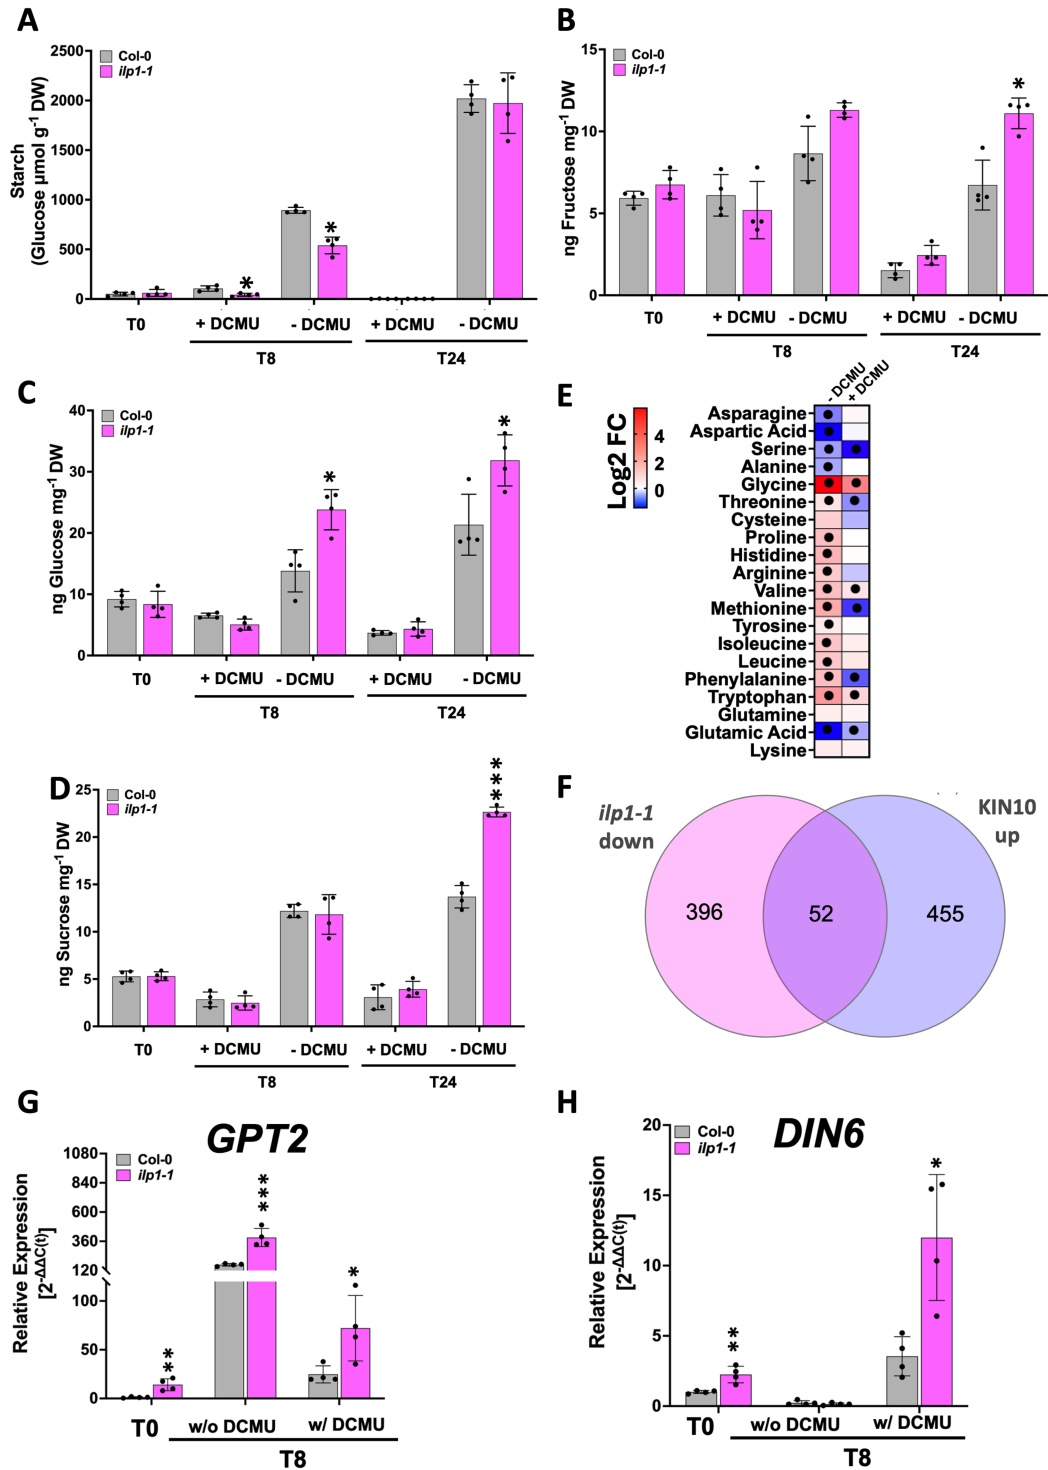 A
2500
2000
1500
1000
500
0
Starch
(Glucose µmol g-1 DW)
Col-0
ilp1-1
*
*
T0
+ DCMU
- DCMU
+ DCMU
- DCMU
T8
T24
B
15
10
5
0
ng Fructose mg-1 DW
Col-0
ilp1-1
*
T0
+ DCMU
- DCMU
+ DCMU
- DCMU
T8
T24
C
40
30
20
10
0
ng Glucose mg-1 DW
Col-0
ilp1-1
*
*
T0
+ DCMU
- DCMU
+ DCMU
- DCMU
T8
T24
E
Log2 FC
4
2
2
0
- DCMU
+ DCMU
Asparagine
Aspartic Acid
Serine
Alanine
Glycine
Threonine
Cysteine
Proline
Histidine
Arginine
Valine
Methionine
Tyrosine
Isoleucine
Leucine
Phenylalanine
Tryptophan
Glutamine
Glutamic Acid
Lysine
D
25
20
15
10
5
0
ng Sucrose mg-1 DW
Col-0
ilp1-1
***
T0
+ DCMU
- DCMU
+ DCMU
- DCMU
T8
T24
F
ilp1-1
down
KIN10
up
396
52
455
G
GPT2
Col-0
ilp1-1
1080
840
600
360
120
100
50
0
Relative Expression
[2-ΔΔC(t)]
**
***
*
T0
w/o DCMU
w/ DCMU
T8
H
DIN6
Col-0
ilp1-1
20
15
10
5
0
Relative Expression
[2-ΔΔC(t)]
**
*
T0
w/o DCMU
w/ DCMU
T8